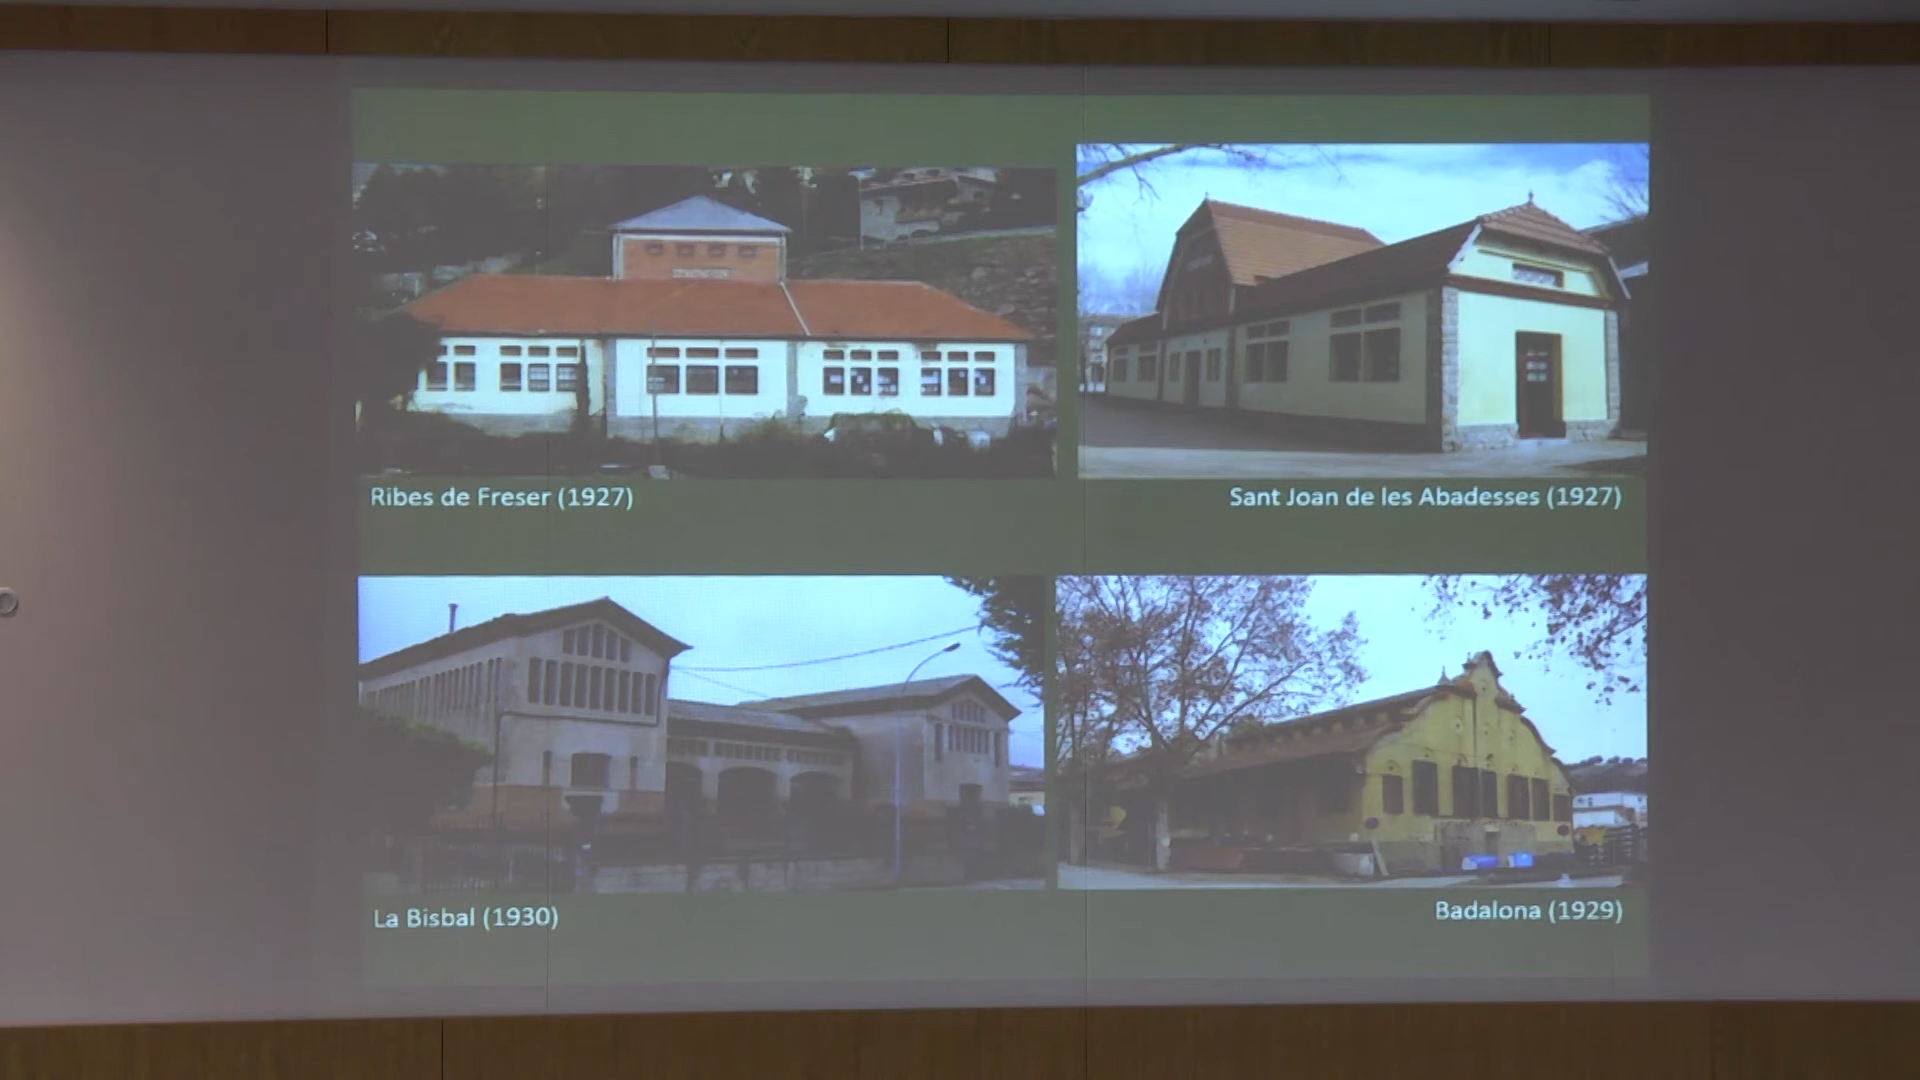 Ribes de Freser (1927)
Sant Joan de les Abadesses (1927)
La Bisbal (1930)
Badalona (1929)